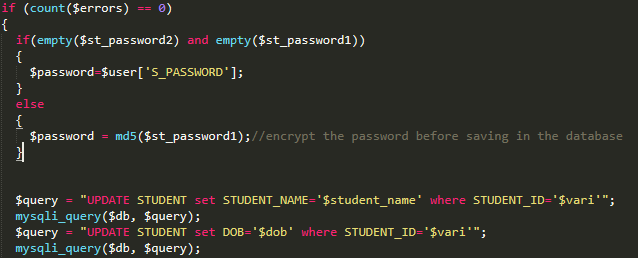 if (count($errors) == 0)
{
if(empty($st_password2) and empty($st_password1))
{
$password=$user['S_PASSWORD'];
}
else
{
$password = md5($st_password1);//encrypt the password before saving in the database
}
$query = "UPDATE STUDENT set STUDENT_NAME='$student_name' where STUDENT_ID='$vari'";
mysqli_query($db, $query);
$query = "UPDATE STUDENT set DOB='$dob' where STUDENT_ID='$vari'";
mysqli_query($db, $query);